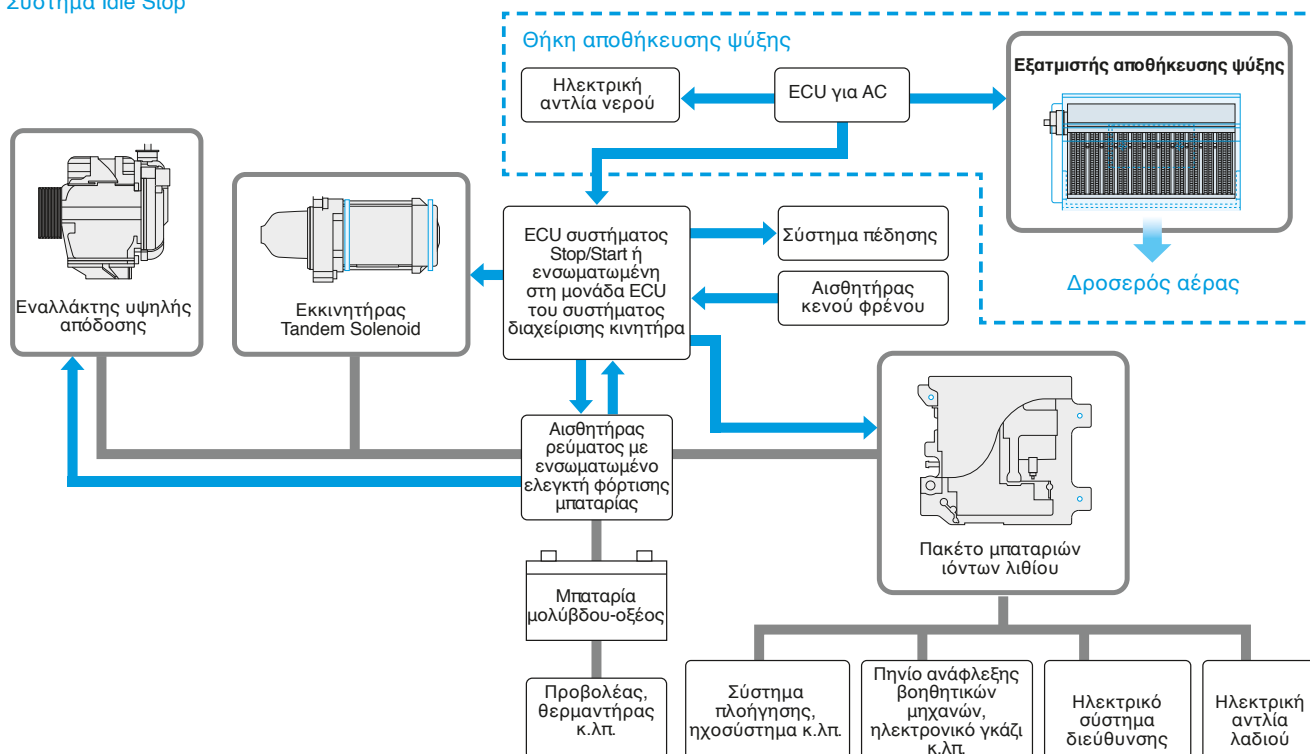 Σύστημα Idle Stop
Θήκη αποθήκευσης ψύξης
Ηλεκτρική
αντλία νερού
ECU για AC
Εξατμιστής αποθήκευσης ψύξης
Δροσερός αέρας
Εναλλάκτης υψηλής
απόδοσης
Εκκινητήρας
Tandem Solenoid
ECU συστήματος
Stop/Start ή
ενσωματωμένη
στη μονάδα ECU
του συστήματος
διαχείρισης κινητήρα
Σύστημα πέδησης
Αισθητήρας
κενού φρένου
Αισθητήρας
ρεύματος με
ενσωματωμένο
ελεγκτή φόρτισης
μπαταρίας
Πακέτο μπαταριών
ιόντων λιθίου
Μπαταρία
μολύβδου-οξέος
Προβολέας,
θερμαντήρας
κ.λπ.
Σύστημα
πλοήγησης,
ηχοσύστημα κ.λπ.
Πηνίο ανάφλεξης
βοηθητικών
μηχανών,
ηλεκτρονικό γκάζι
κ.λπ.
Ηλεκτρικό
σύστημα
διεύθυνσης
Ηλεκτρική
αντλία
λαδιού